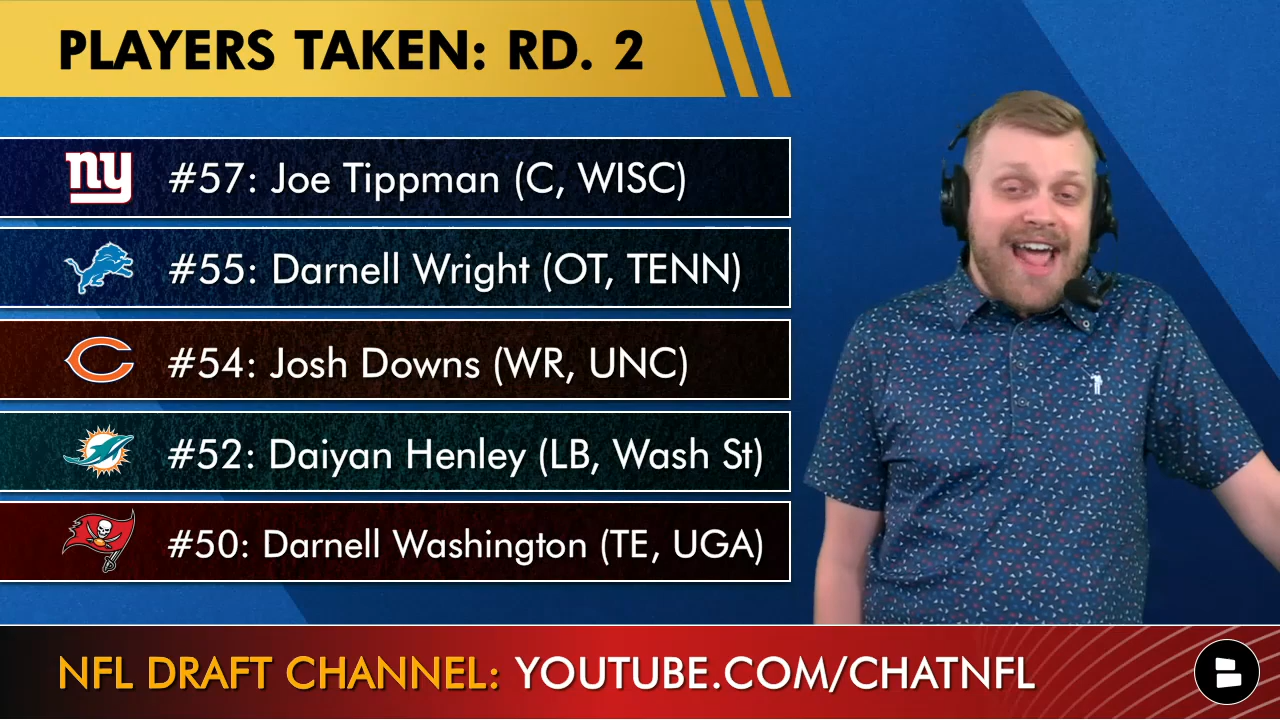 PLAYERS TAKEN: RD. 2
ny
#57: Joe Tippman (C, WISC)
#55: Darnell Wright (OT, TENN)
#54: Josh Downs (WR, UNC)
#52: Daiyan Henley (LB, Wash St)
#50: Darnell Washington (TE, UGA)
NFL DRAFT CHANNEL: YOUTUBE.COM/CHATNFL